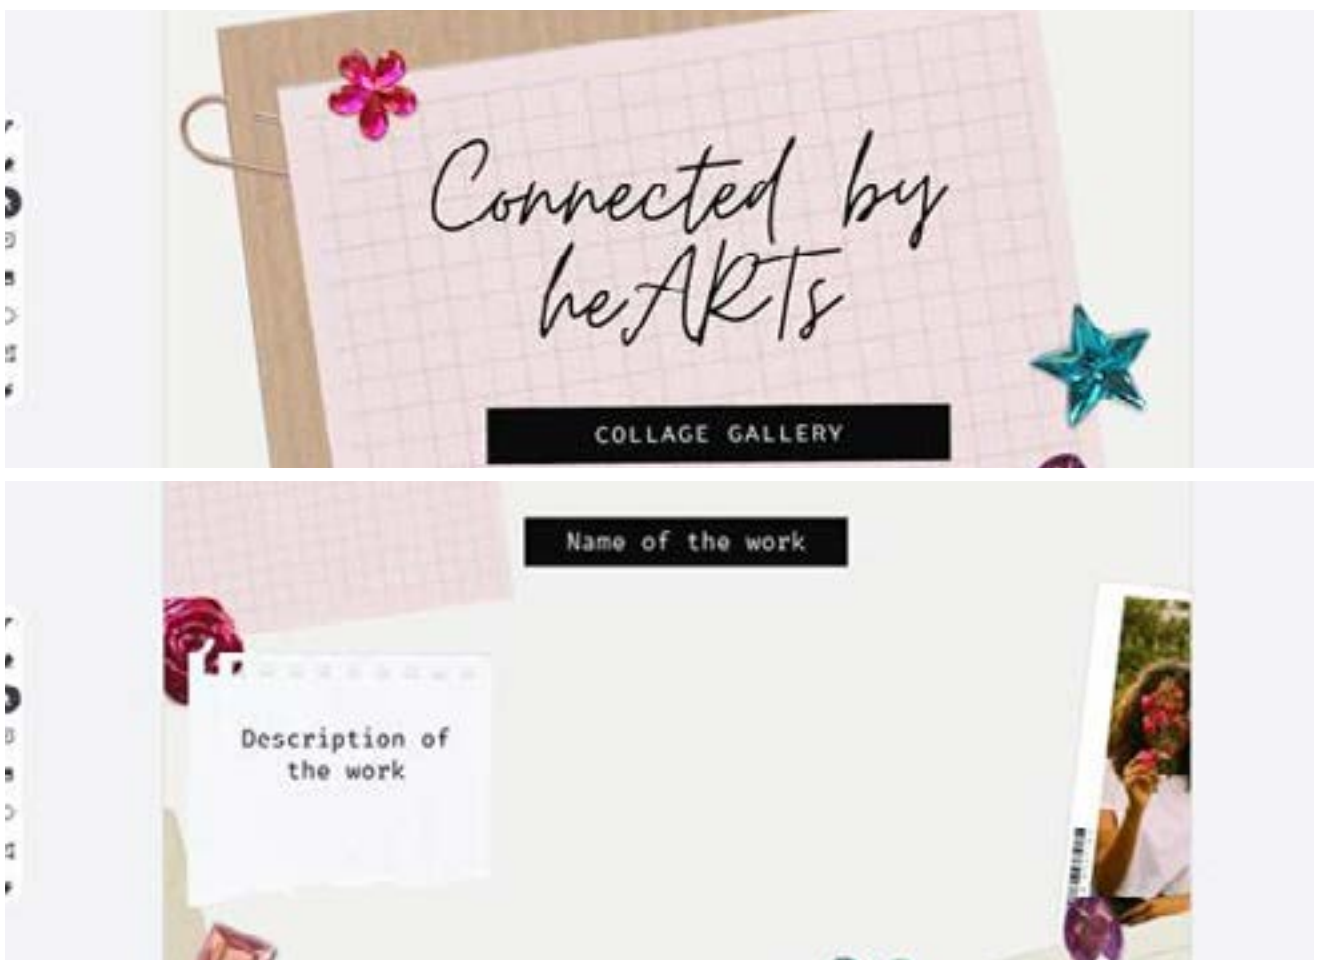 Connected by
heARTs
COLLAGE GALLERY
Name of the work
Description of
the work